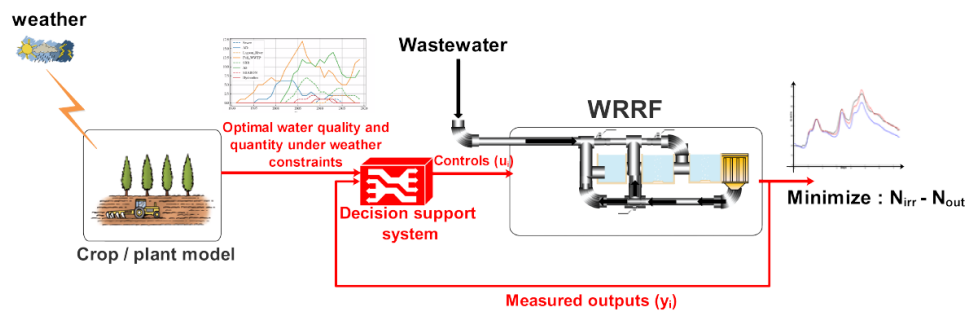 weather
Wastewater
WRRF
Optimal water quality and
quantity under weather
constraints
Controls (uᵢ)
Decision support
system
Minimize : Nirr - Nout
Crop / plant model
Measured outputs (yᵢ)